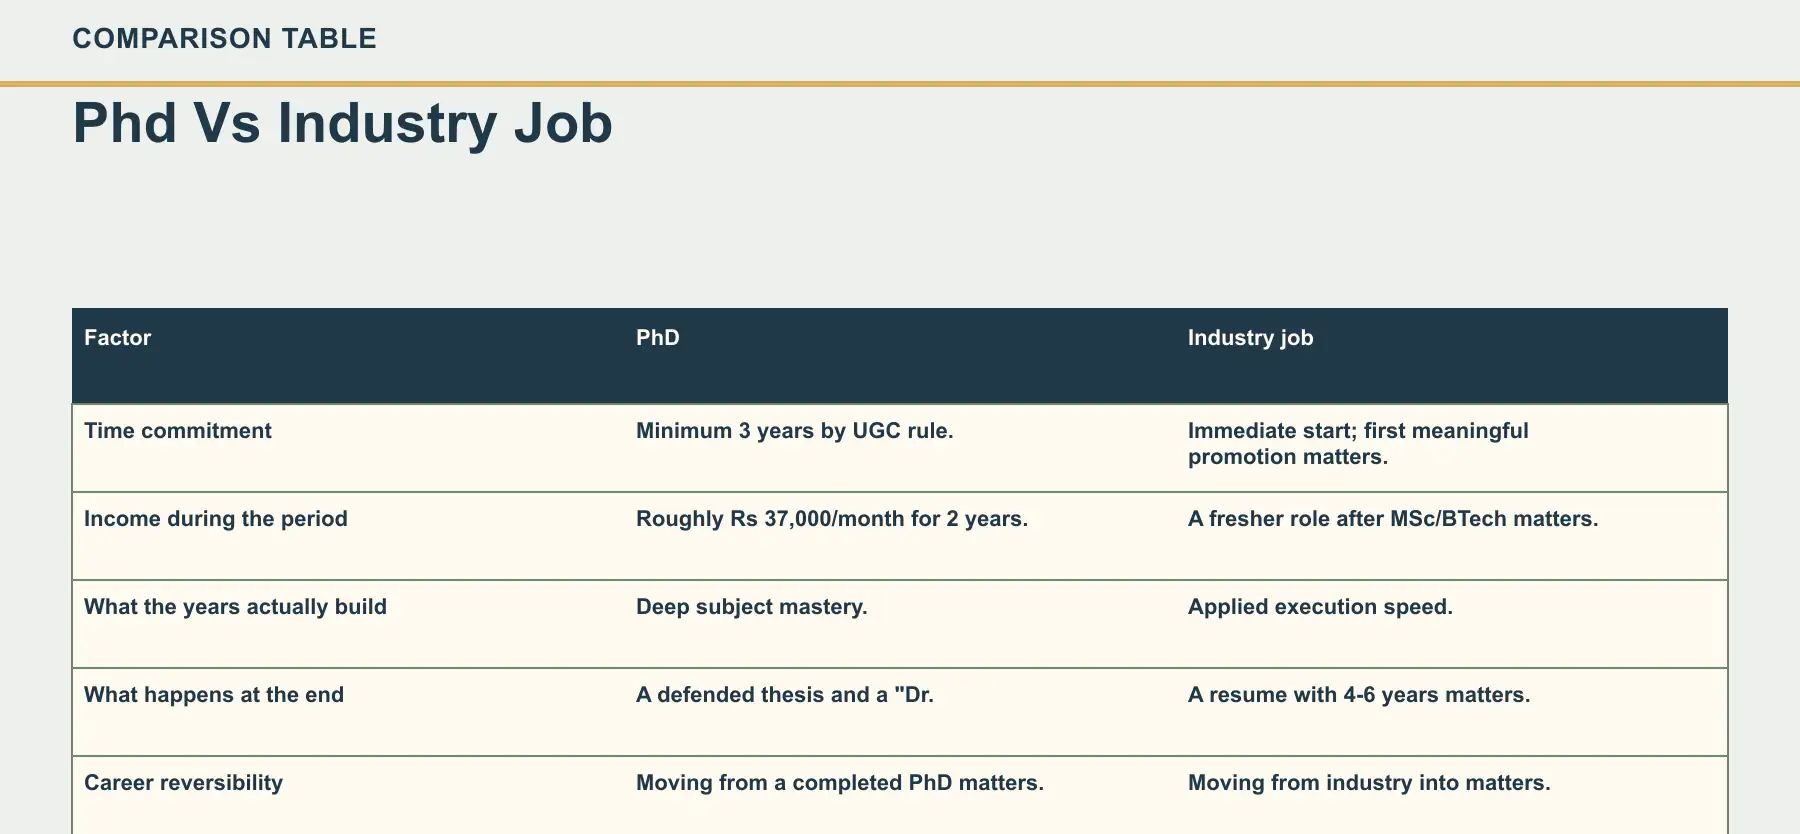 COMPARISON TABLE
Phd Vs Industry Job
Factor PhD Industry job
Time commitment Minimum 3 years by UGC rule. Immediate start; first meaningful
promotion matters.
Income during the period Roughly Rs 37,000/month for 2 years. A fresher role after MSc/BTech matters.
What the years actually build Deep subject mastery. Applied execution speed.
What happens at the end A defended thesis and a "Dr. A resume with 4-6 years matters.
Career reversibility Moving from a completed PhD matters. Moving from industry into matters.